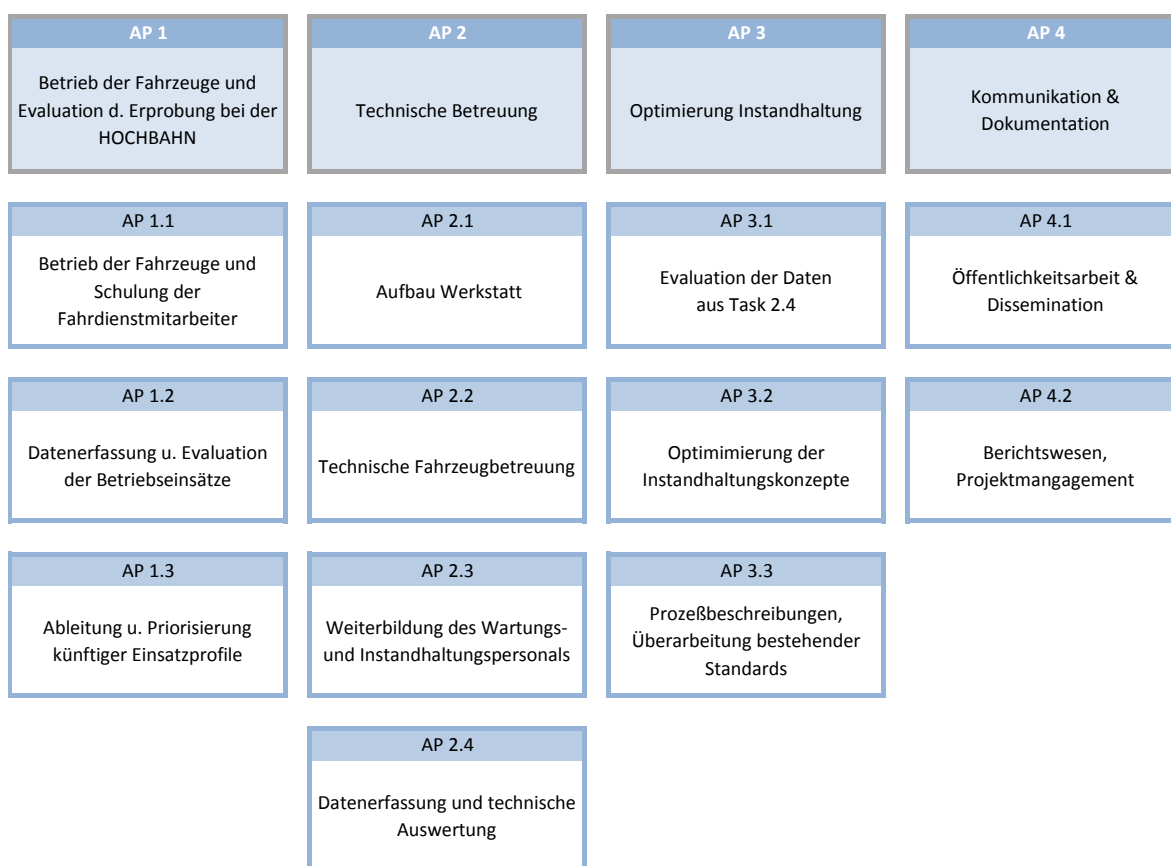 AP 1
Betrieb der Fahrzeuge und
Evaluation d. Erprobung bei der
HOCHBAHN
AP 2
Technische Betreuung
AP 3
Optimierung Instandhaltung
AP 4
Kommunikation &
Dokumentation
AP 1.1
Betrieb der Fahrzeuge und
Schulung der
Fahrdienstmitarbeiter
AP 2.1
Aufbau Werkstatt
AP 3.1
Evaluation der Daten
aus Task 2.4
AP 4.1
Öffentlichkeitsarbeit &
Dissemination
AP 1.2
Datenerfassung u. Evaluation
der Betriebseinsätze
AP 2.2
Technische Fahrzeugbetreuung
AP 3.2
Optimimierung der
Instandhaltungskonzepte
AP 4.2
Berichtswesen,
Projektmangagement
AP 1.3
Ableitung u. Priorisierung
künftiger Einsatzprofile
AP 2.3
Weiterbildung des Wartungs-
und Instandhaltungspersonals
AP 3.3
Prozeßbeschreibungen,
Überarbeitung bestehender
Standards
AP 2.4
Datenerfassung und technische
Auswertung